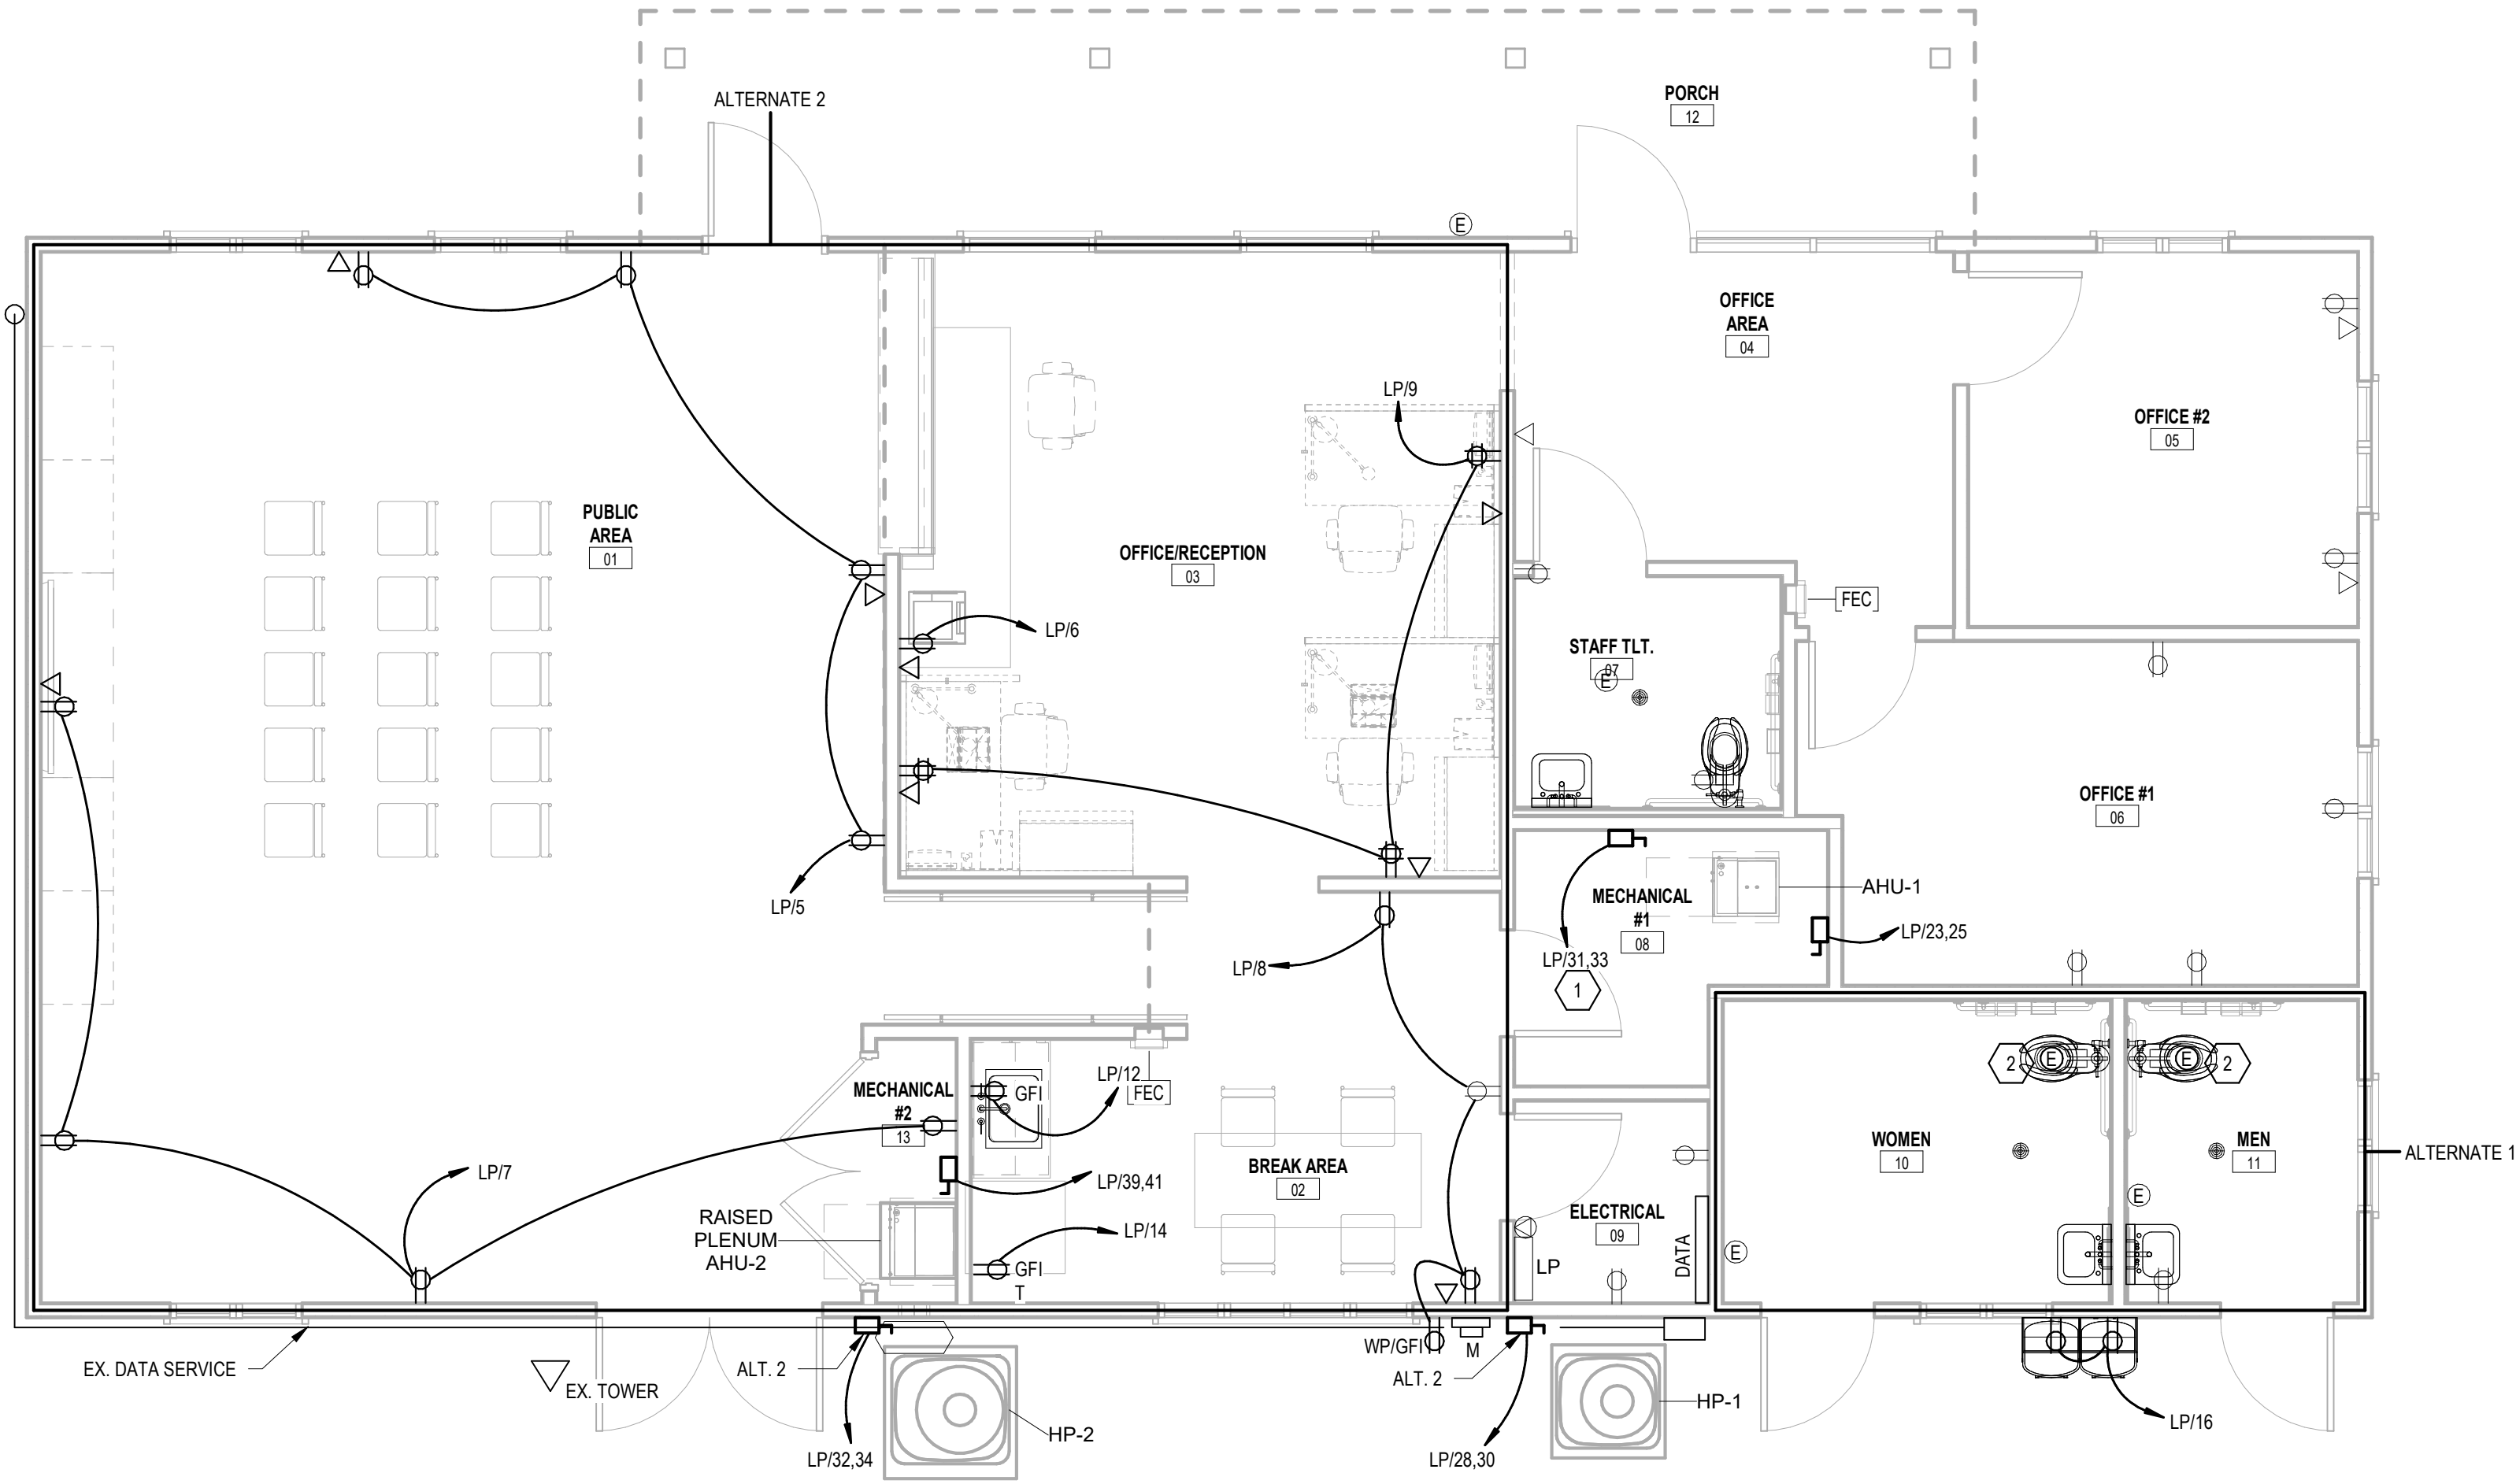 ALTERNATE 2
PORCH
12
E
OFFICE
AREA
04
OFFICE #2
05
LP/9
PUBLIC
AREA
01
OFFICE/RECEPTION
03
FEC
LP/6
STAFF TLT.
07
E
OFFICE #1
06
LP/5
AHU-1
MECHANICAL
#1
08
LP/23,25
LP/31,33
LP/8
1
2
E
E
2
MECHANICAL
#2
13
GFI
LP/12
FEC
WOMEN
10
MEN
11
ALTERNATE 1
LP/7
LP/39,41
BREAK AREA
02
E
RAISED
PLENUM
AHU-2
LP/14
ELECTRICAL
09
E
DATA
GFI
T
LP
EX. DATA SERVICE
EX. TOWER
ALT. 2
WP/GFI
M
ALT. 2
HP-1
HP-2
LP/16
LP/32,34
LP/28,30